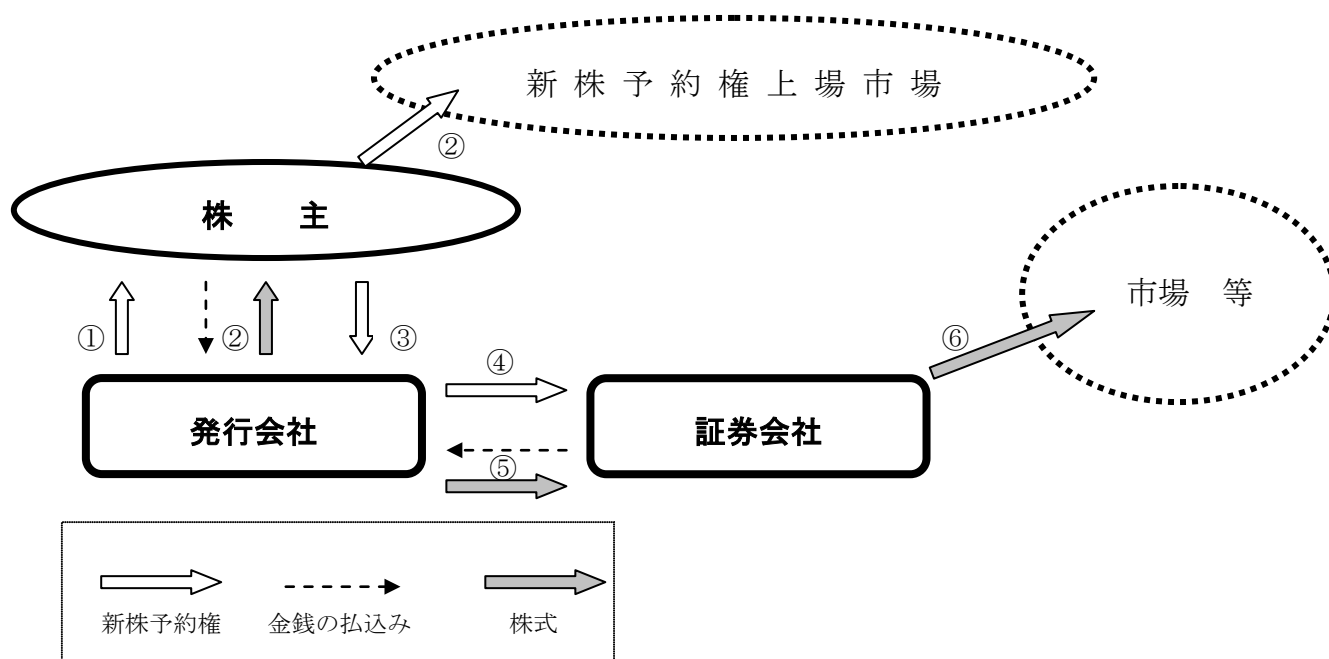 新株予約権上場市場
②
株 主
市場 等
① ② ③
⑥
④
発行会社
証券会社
⑤
新株予約権 金銭の払込み 株式